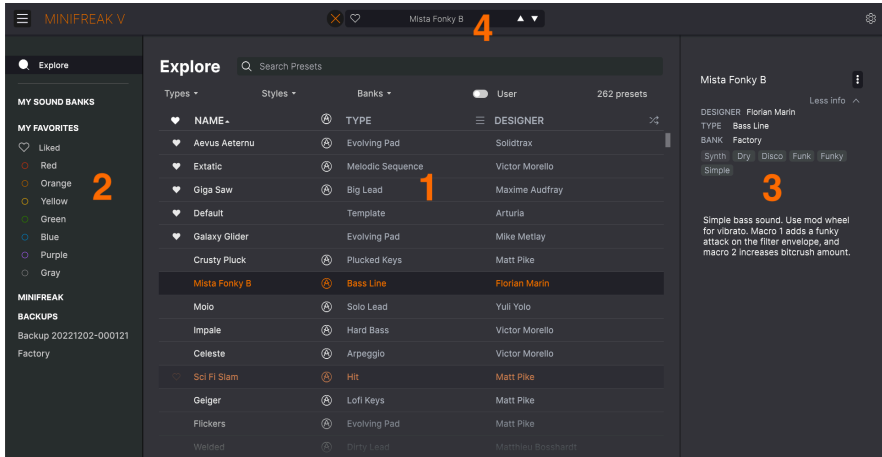 MINIFREAK V
Mista Fonky B
4
Explore
MY SOUND BANKS
MY FAVORITES
Liked
Red
Orange
Yellow
Green
Blue
Purple
Gray
2
MINIFREAK
BACKUPS
Backup 20221202-000121
Factory
Explore Search Presets
Types Styles Banks User 262 presets
NAME TYPE DESIGNER
Aevus Aeternu Evolving Pad Solidtrax
Extatic Melodic Sequence Victor Morello
Giga Saw Big Lead Maxime Audfray
1
Default Template Arturia
Galaxy Glider Evolving Pad Mike Metlay
Crusty Pluck Plucked Keys Matt Pike
Mista Fonky B Bass Line Florian Marin
Moio Solo Lead Yuli Yolo
Impale Hard Bass Victor Morello
Celeste Arpeggio Victor Morello
Sci Fi Slam Hit Matt Pike
Geiger Lofi Keys Matt Pike
Flickers Evolving Pad Matt Pike
Welded Dirty Lead Matthieu Bosshardt
Mista Fonky B
Less info
DESIGNER Florian Marin
TYPE Bass Line
BANK Factory
Synth Dry Disco Funk Funky
Simple
3
Simple bass sound. Use mod wheel
for vibrato. Macro 1 adds a funky
attack on the filter envelope, and
macro 2 increases bitcrush amount.